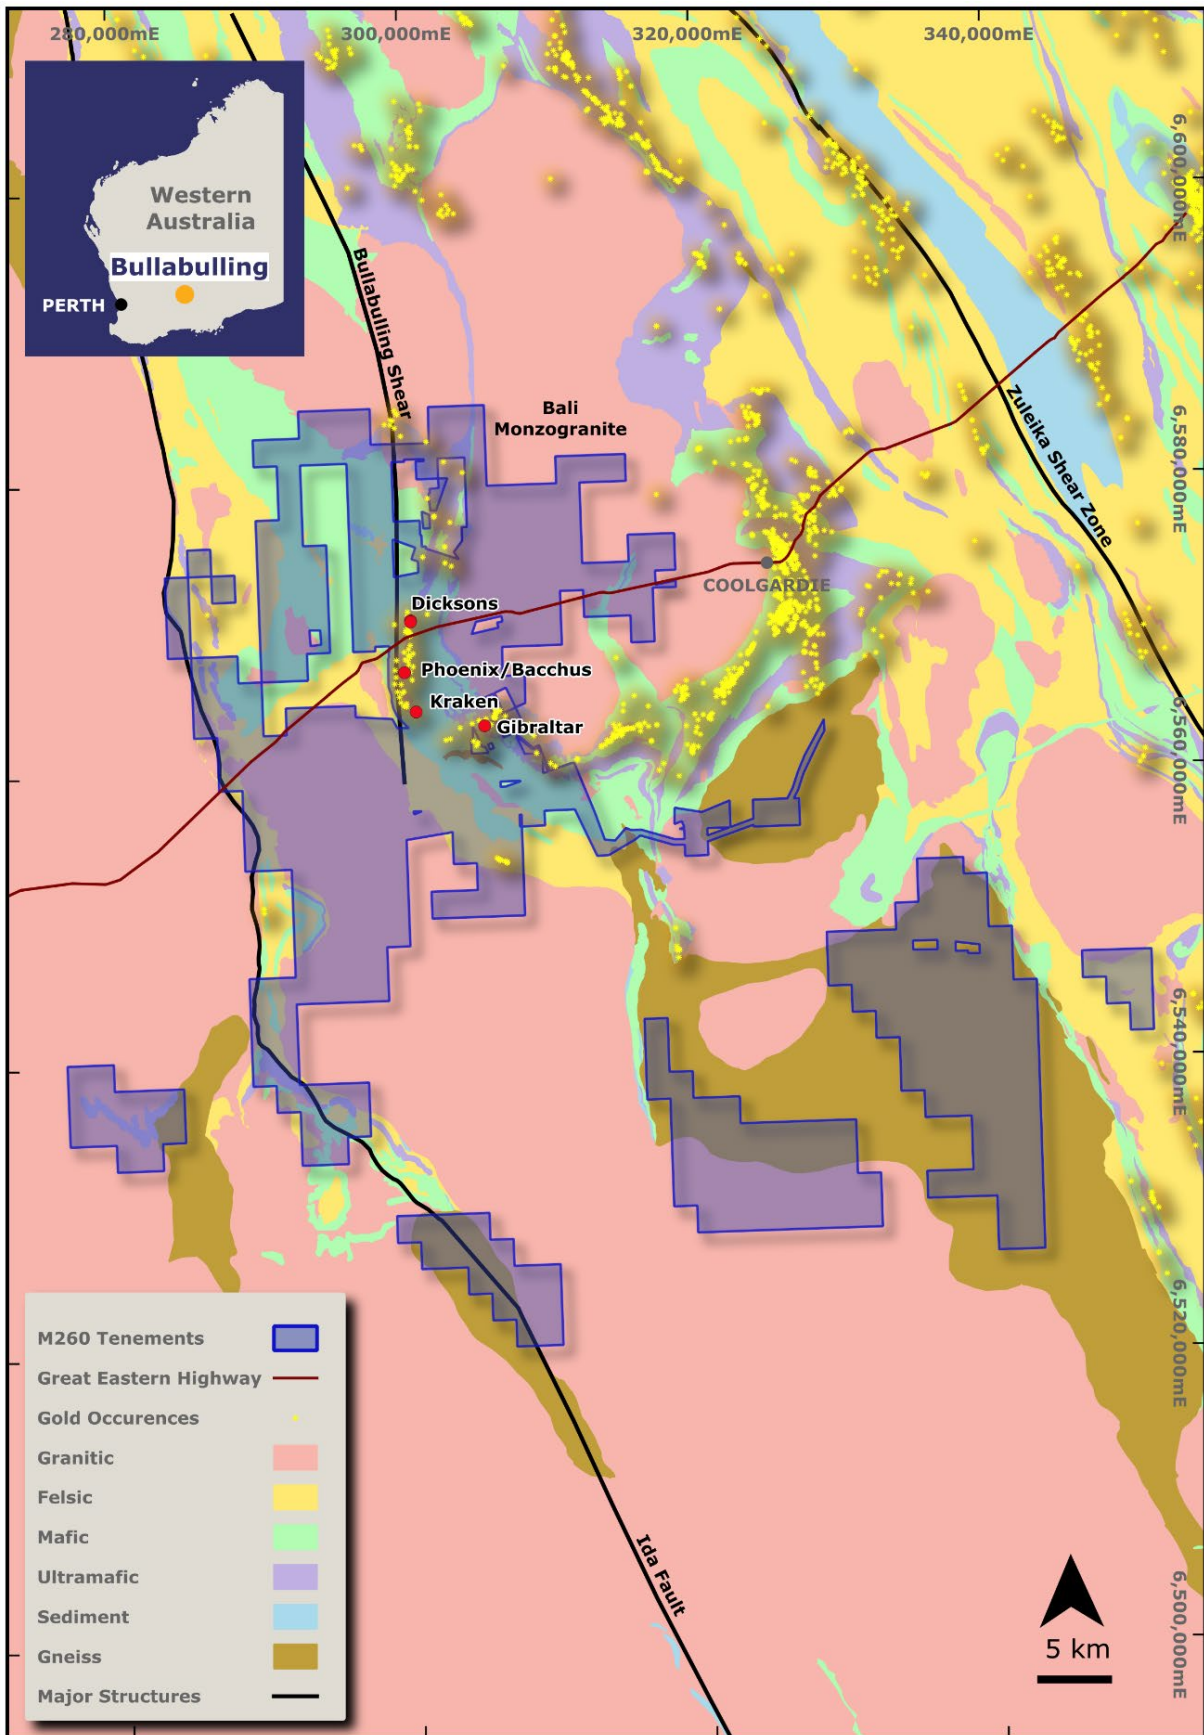 280,000mE
300,000mE
320,000mE
340,000mE
6,600,000mE
Western
Australia
Bullabulling
PERTH
Bullabulling Shear
Zuleika Shear Zone
Bali
Monzogranite
6,580,000mE
COOLGARDIE
Dicksons
Phoenix/Bacchus
Kraken
Gibraltar
6,560,000mE
6,540,000mE
6,520,000mE
M260 Tenements
Great Eastern Highway
Gold Occurences
Granitic
Felsic
Mafic
Ultramafic
Sediment
Gneiss
Major Structures
Ida Fault
6,500,000mE
5 km